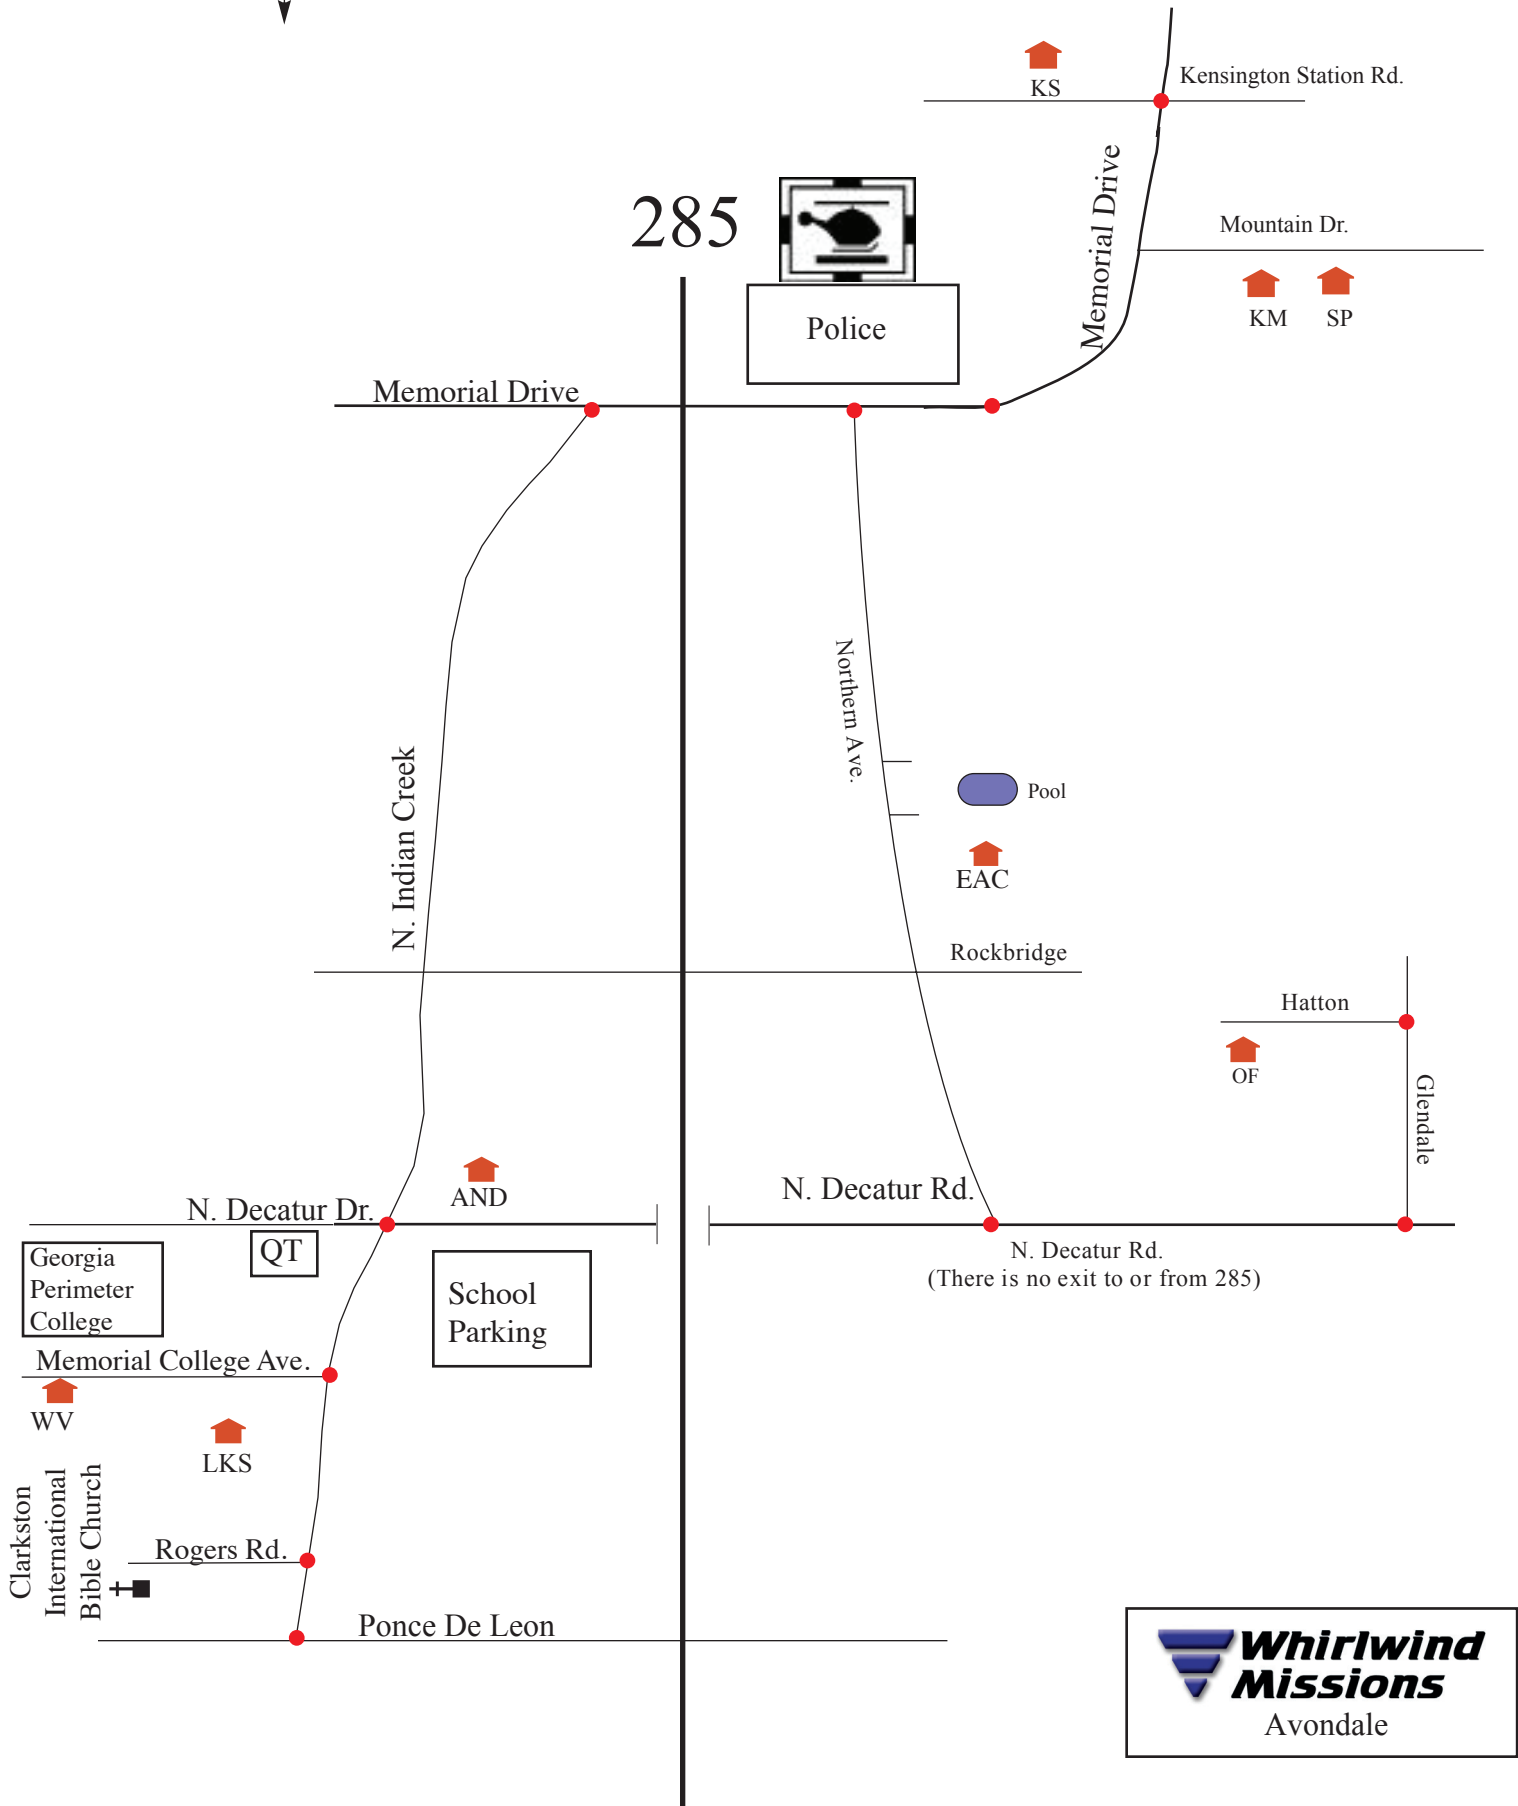 KS
Kensington Station Rd.
Memorial Drive
285
Mountain Dr.
KM
SP
Police
Memorial Drive
Northern Ave.
N. Indian Creek
Pool
EAC
Rockbridge
Hatton
OF
Glendale
AND
N. Decatur Dr.
N. Decatur Rd.
QT
Georgia
Perimeter
College
School
Parking
N. Decatur Rd.
(There is no exit to or from 285)
Memorial College Ave.
WV
LKS
Clarkston
International
Bible Church
Rogers Rd.
Ponce De Leon
Whirlwind
Missions
Avondale